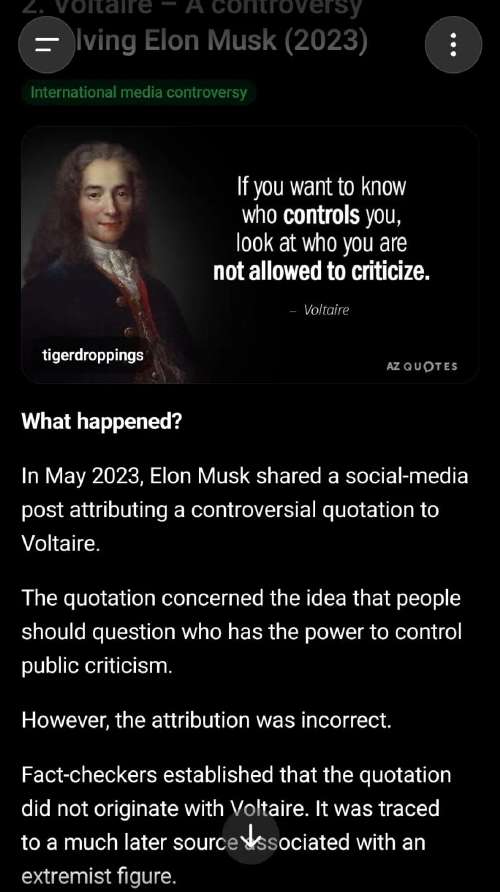 2. Voltaire – A controversy
lving Elon Musk (2023)
International media controversy
If you want to know
who controls you,
look at who you are
not allowed to criticize.
– Voltaire
tigerdroppings
AZ QUOTES
What happened?
In May 2023, Elon Musk shared a social-media
post attributing a controversial quotation to
Voltaire.
The quotation concerned the idea that people
should question who has the power to control
public criticism.
However, the attribution was incorrect.
Fact-checkers established that the quotation
did not originate with Voltaire. It was traced
to a much later source associated with an
extremist figure.